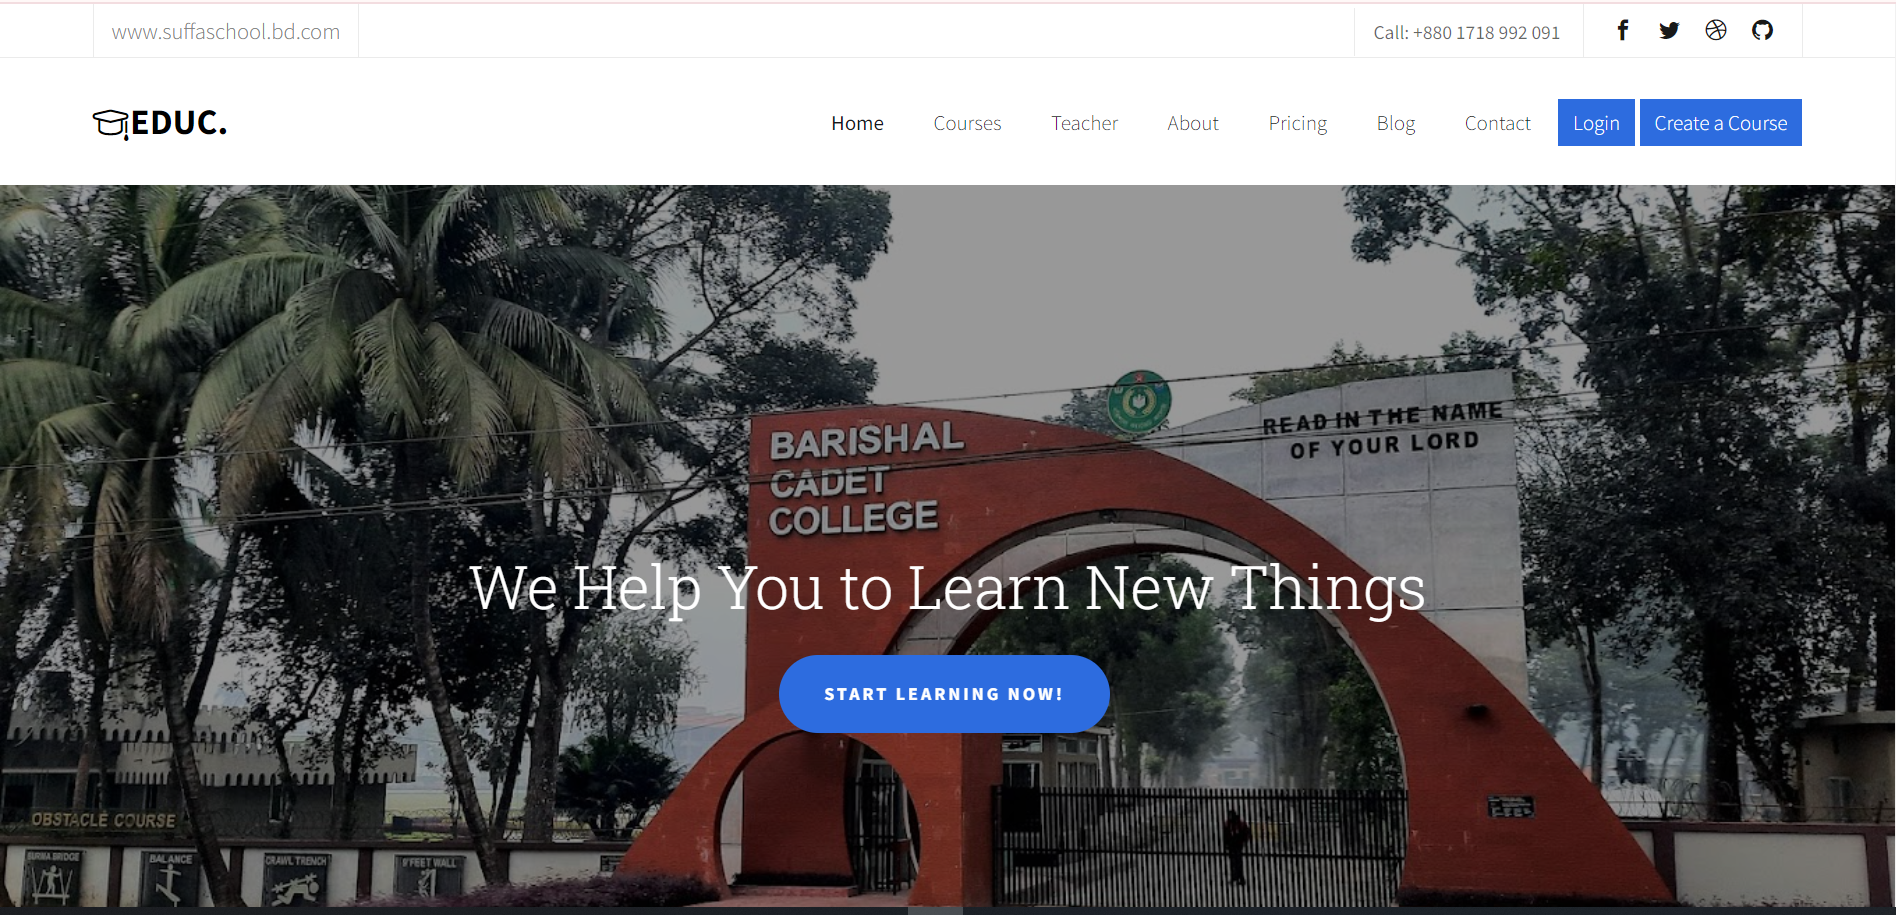 www.suffaschool.bd.com
Call: +880 1718 992 091
EDUC.
Home Courses Teacher About Pricing Blog Contact Login Create a Course
BARISHAL
CADET
COLLEGE
READ IN THE NAME
OF YOUR LORD
We Help You to Learn New Things
START LEARNING NOW!
OBSTACLE COURSE
BURMA BRIDGE
BALANCE
CRAWL TRENCH
FEET WALL